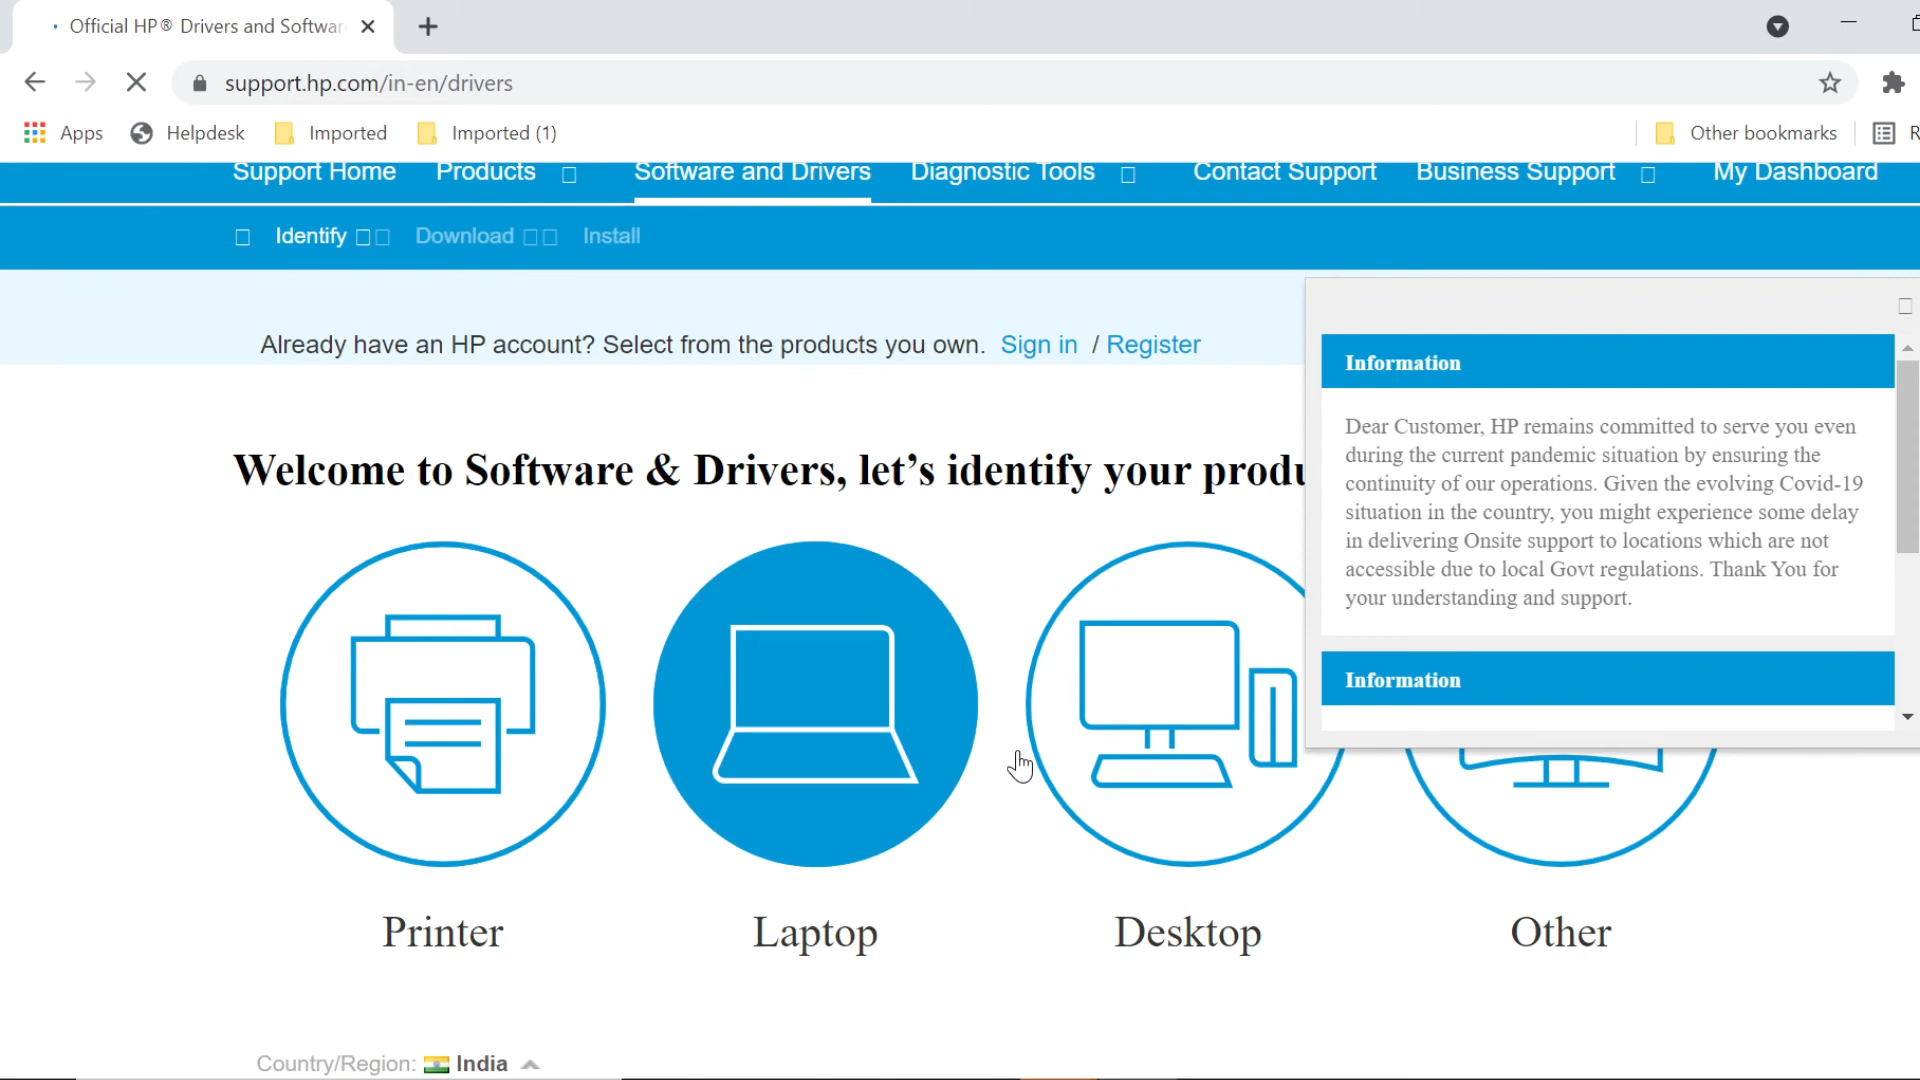 Official HP® Drivers and Softwar
support.hp.com/in-en/drivers
Apps Helpdesk Imported Imported (1) Other bookmarks R
Support Home Products Software and Drivers Diagnostic Tools Contact Support Business Support My Dashboard
Identify Download Install
Already have an HP account? Select from the products you own. Sign in / Register
Welcome to Software & Drivers, let’s identify your produ
Information
Dear Customer, HP remains committed to serve you even
during the current pandemic situation by ensuring the
continuity of our operations. Given the evolving Covid-19
situation in the country, you might experience some delay
in delivering Onsite support to locations which are not
accessible due to local Govt regulations. Thank You for
your understanding and support.
Information
Printer Laptop Desktop Other
Country/Region: India